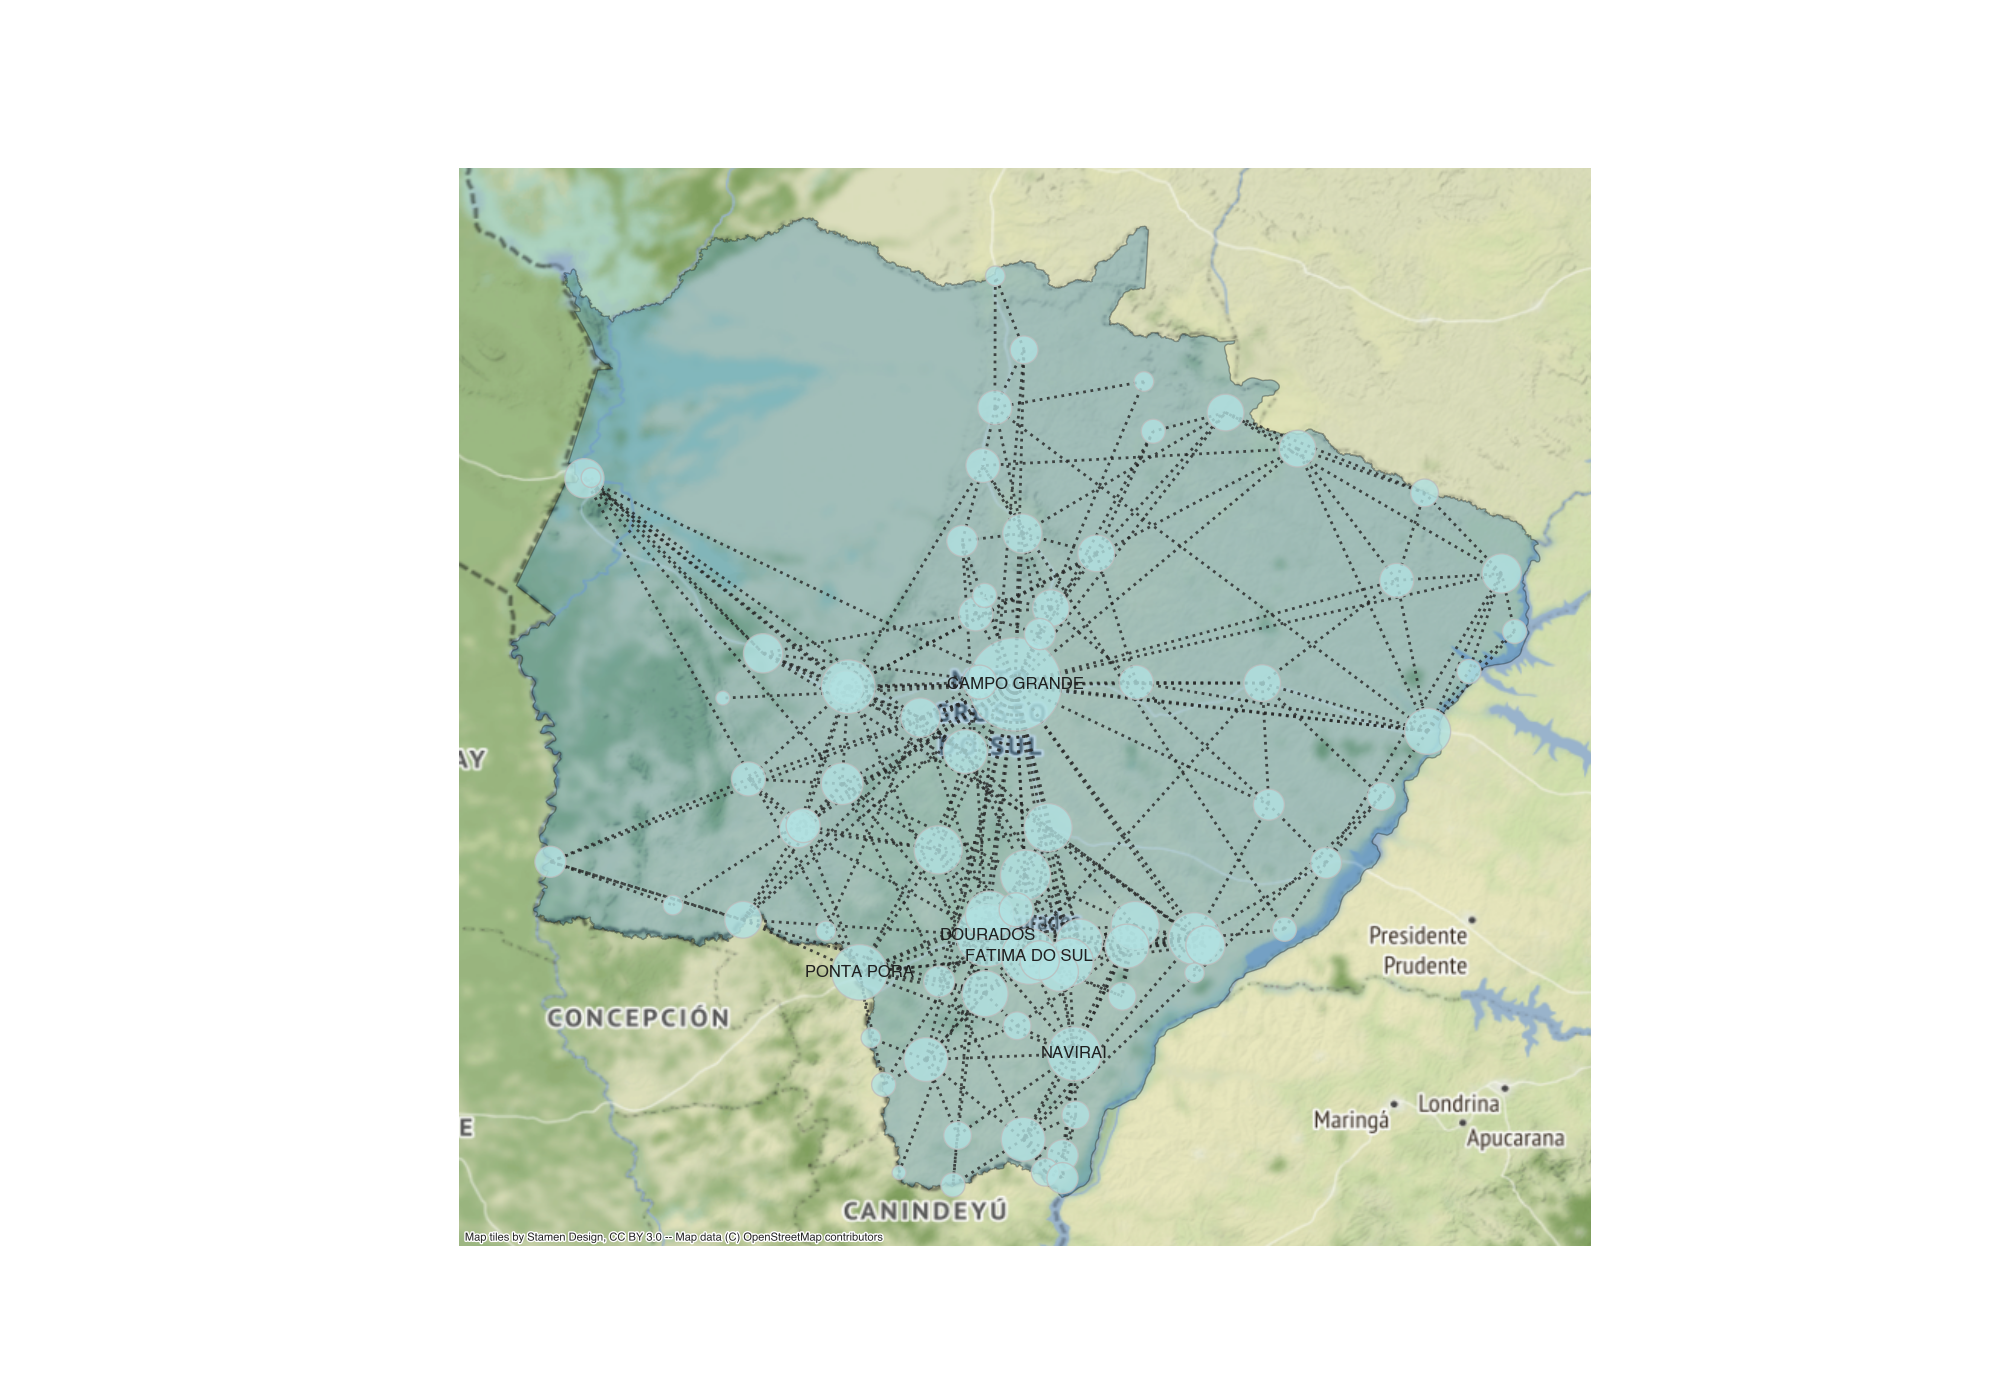 CAMPO GRANDE
SUL
AY
DOURADOS
FATIMA DO SUL
PONTA PORA
Presidente
Prudente
CONCEPCIÓN
NAVIRAI
Londrina
Maringá
E
Apucarana
CANINDEYÚ
Map tiles by Stamen Design, CC BY 3.0 -- Map data (C) OpenStreetMap contributors